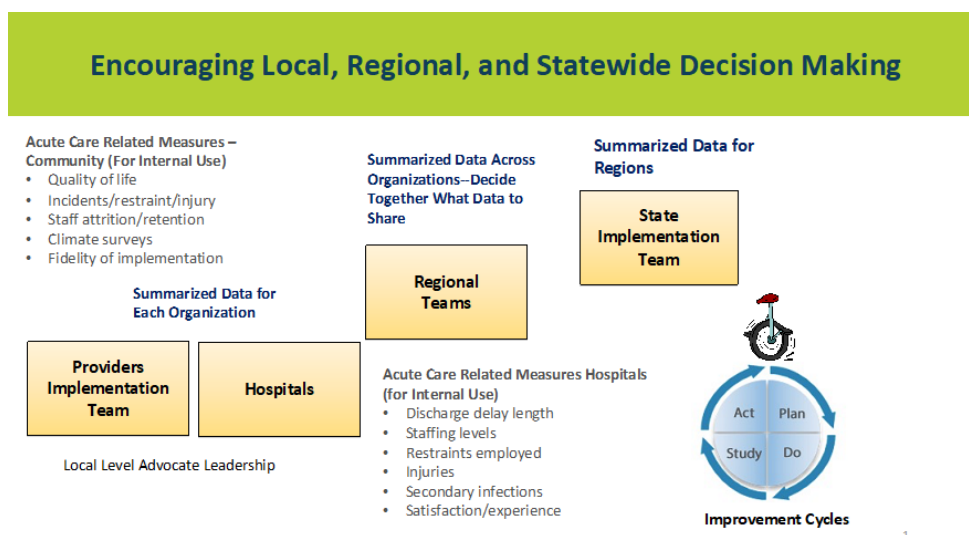 Encouraging Local, Regional, and Statewide Decision Making
Acute Care Related Measures –
Community (For Internal Use)
• Quality of life
• Incidents/restraint/injury
• Staff attrition/retention
• Climate surveys
• Fidelity of implementation
Summarized Data for
Each Organization
Providers
Implementation
Team
Hospitals
Local Level Advocate Leadership
Summarized Data Across
Organizations--Decide
Together What Data to
Share
Regional
Teams
Acute Care Related Measures Hospitals
(for Internal Use)
• Discharge delay length
• Staffing levels
• Restraints employed
• Injuries
• Secondary infections
• Satisfaction/experience
Summarized Data for
Regions
State
Implementation
Team
Act
Plan
Study
Do
Improvement Cycles